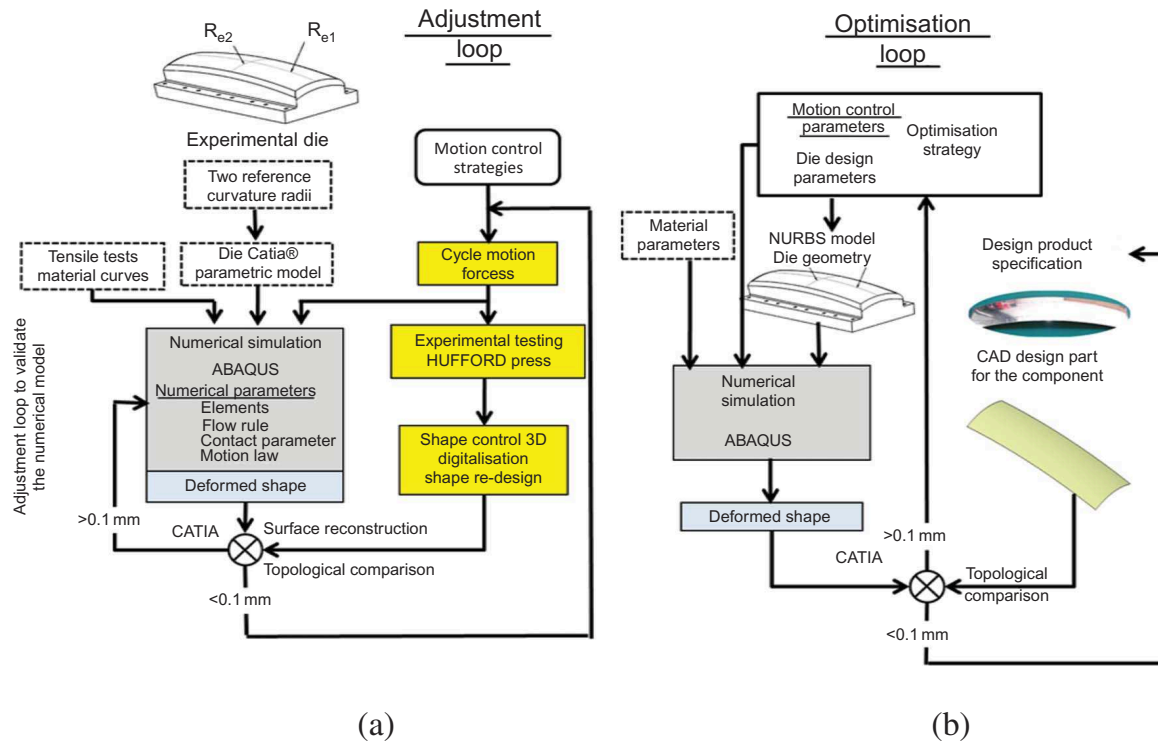 Adjustment
loop
R_e2
R_e1
Experimental die
Two reference
curvature radii
Motion control
strategies
Tensile tests
material curves
Die Catia®
parametric model
Cycle motion
forcess
Adjustment loop to validate
the numerical model
Numerical simulation
ABAQUS
Numerical parameters
Elements
Flow rule
Contact parameter
Motion law
Deformed shape
Experimental testing
HUFFORD press
Shape control 3D
digitalisation
shape re-design
>0.1 mm
CATIA
Surface reconstruction
Topological comparison
<0.1 mm
(a)
Optimisation
loop
Motion control
parameters
Optimisation
strategy
Die design
parameters
Material
parameters
NURBS model
Die geometry
Design product
specification
CAD design part
for the component
Numerical
simulation
ABAQUS
Deformed shape
CATIA
>0.1 mm
Topological
comparison
<0.1 mm
(b)